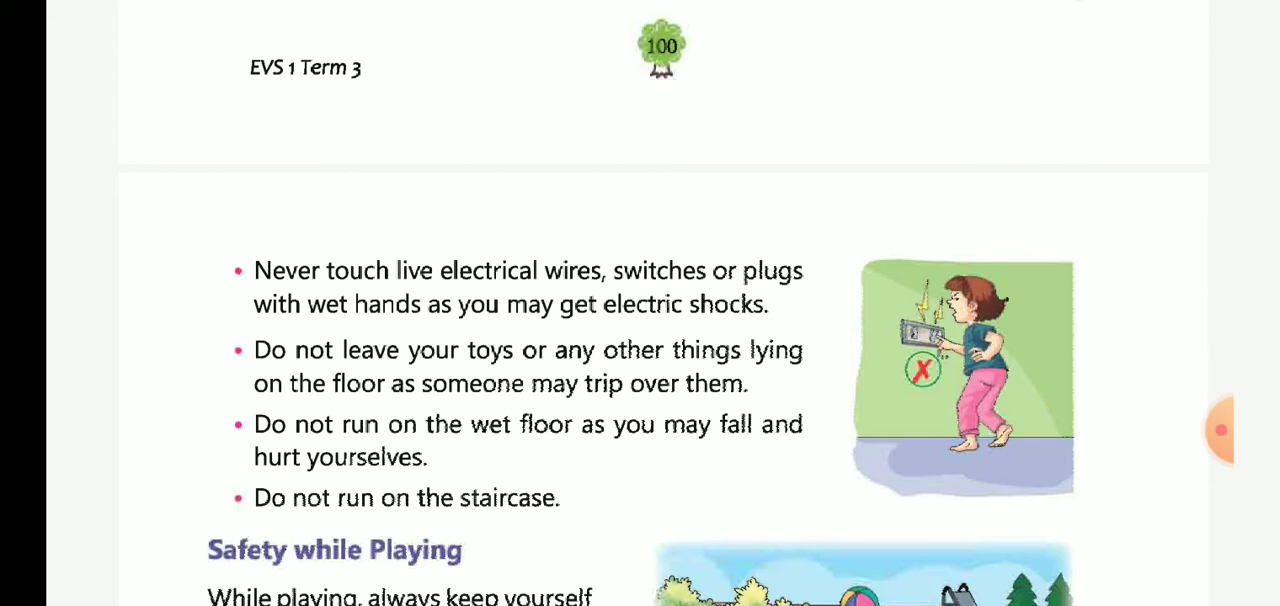 100
EVS 1 Term 3
• Never touch live electrical wires, switches or plugs
with wet hands as you may get electric shocks.
• Do not leave your toys or any other things lying
on the floor as someone may trip over them.
• Do not run on the wet floor as you may fall and
hurt yourselves.
• Do not run on the staircase.
Safety while Playing
While playing, always keep yourself